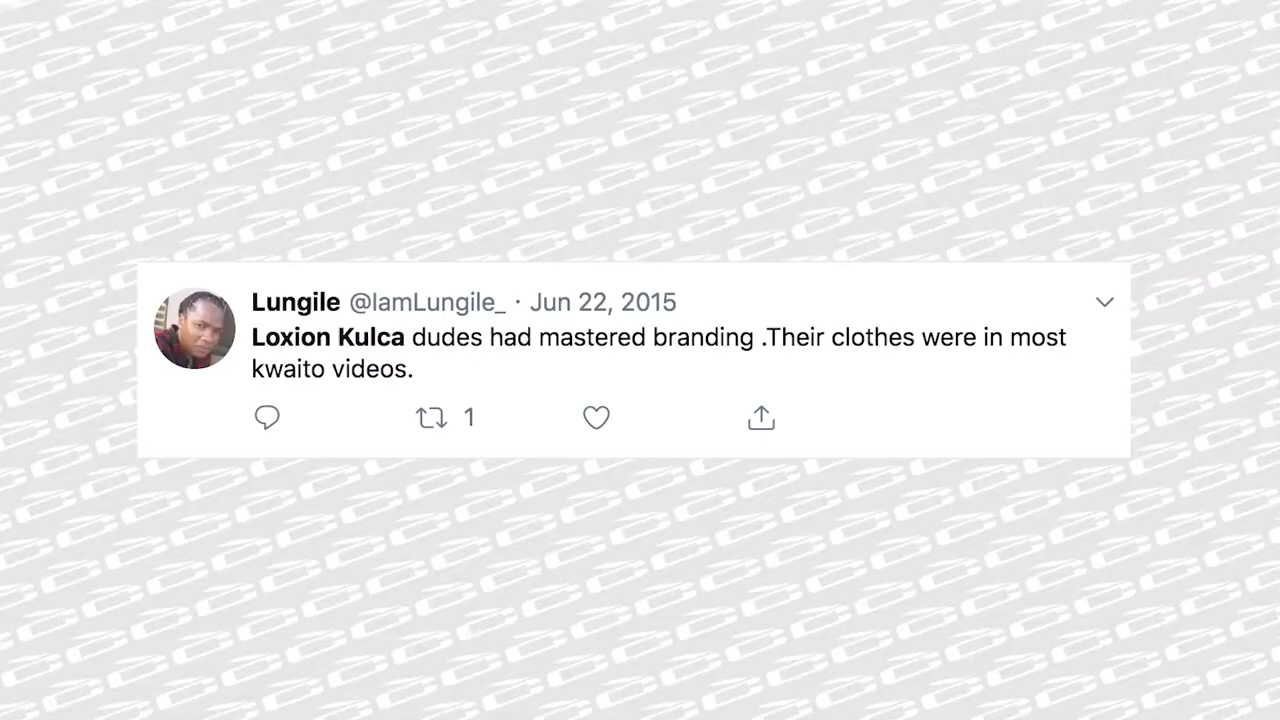 Lungile @IamLungile_ · Jun 22, 2015
Loxion Kulca dudes had mastered branding .Their clothes were in most
kwaito videos.
1